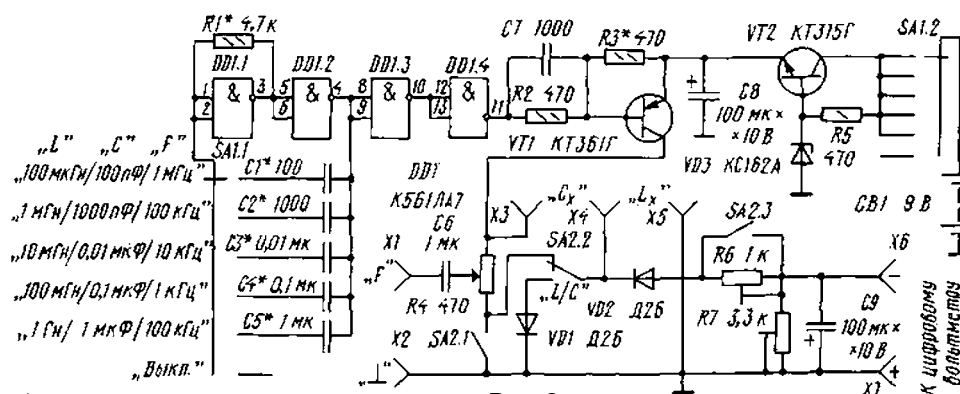 R1* 4,7к
DD1.1
DD1.2
DD1.3
DD1.4
&
&
&
&
1
2
3
5
6
4
8
9
10
12
13
11
C7 1000
R3* 470
R2 470
VT1 КТ361Г
VT2 КТ315Г
SA1.2
+
C8
100 мк×
×10 В
VD3 КС162А
R5
470
GB1 9 В
SA1.1
„L" „C" „F"
„100 мкГн/100 пФ/1 МГц"
„1 мГн/1000 пФ/100 кГц"
„10 мГн/0,01 мкФ/10 кГц"
„100 мГн/0,1 мкФ/1 кГц"
„1 Гн/ 1 мкФ/100 кГц"
„Выкл."
C1* 100
C2* 1000
C3* 0,01 мк
C4* 0,1 мк
C5* 1 мк
DD1
К561ЛА7
C6
1 мк
X1
„F"
R4 470
X2
SA2.1
„⊥"
X3
„Cx"
X4
„Lx"
X5
SA2.2
„L/C"
VD1 Д2Б
VD2 Д2Б
SA2.3
R6 1 к
R7 3,3 к
C9
100 мк×
×10 В
+
X6
−
+
X7
К цифровому
вольтметру